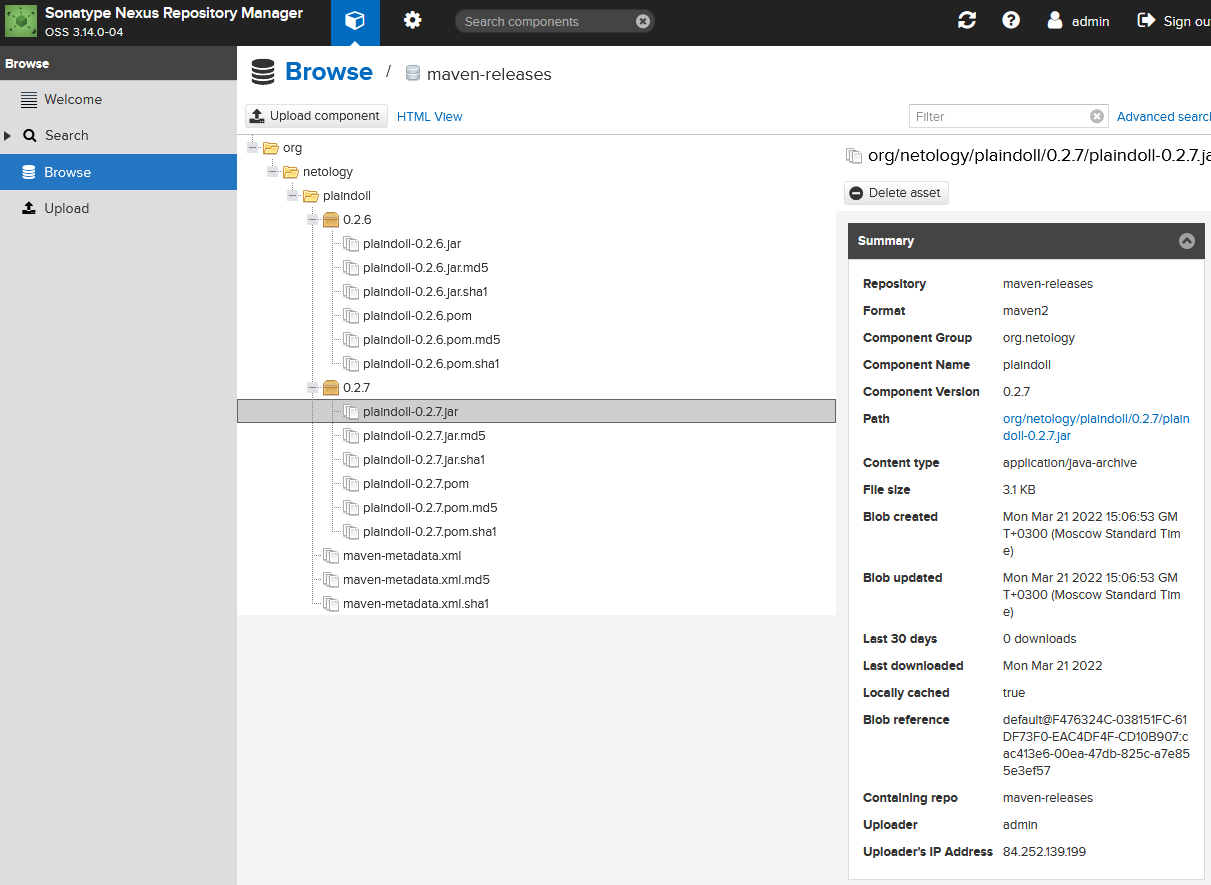 Sonatype Nexus Repository Manager
OSS 3.14.0-04
Search components
admin
Sign ou
Browse
Welcome
Search
Browse
Upload
Browse / maven-releases
Upload component
HTML View
Filter
Advanced searc
org
netology
plaindoll
0.2.6
plaindoll-0.2.6.jar
plaindoll-0.2.6.jar.md5
plaindoll-0.2.6.jar.sha1
plaindoll-0.2.6.pom
plaindoll-0.2.6.pom.md5
plaindoll-0.2.6.pom.sha1
0.2.7
plaindoll-0.2.7.jar
plaindoll-0.2.7.jar.md5
plaindoll-0.2.7.jar.sha1
plaindoll-0.2.7.pom
plaindoll-0.2.7.pom.md5
plaindoll-0.2.7.pom.sha1
maven-metadata.xml
maven-metadata.xml.md5
maven-metadata.xml.sha1
org/netology/plaindoll/0.2.7/plaindoll-0.2.7.ja
Delete asset
Summary
Repository maven-releases
Format maven2
Component Group org.netology
Component Name plaindoll
Component Version 0.2.7
Path org/netology/plaindoll/0.2.7/plain
doll-0.2.7.jar
Content type application/java-archive
File size 3.1 KB
Blob created Mon Mar 21 2022 15:06:53 GM
T+0300 (Moscow Standard Tim
e)
Blob updated Mon Mar 21 2022 15:06:53 GM
T+0300 (Moscow Standard Tim
e)
Last 30 days 0 downloads
Last downloaded Mon Mar 21 2022
Locally cached true
Blob reference default@F476324C-038151FC-61
DF73F0-EAC4DF4F-CD10B907:c
ac413e6-00ea-47db-825c-a7e85
5e3ef57
Containing repo maven-releases
Uploader admin
Uploader's IP Address 84.252.139.199